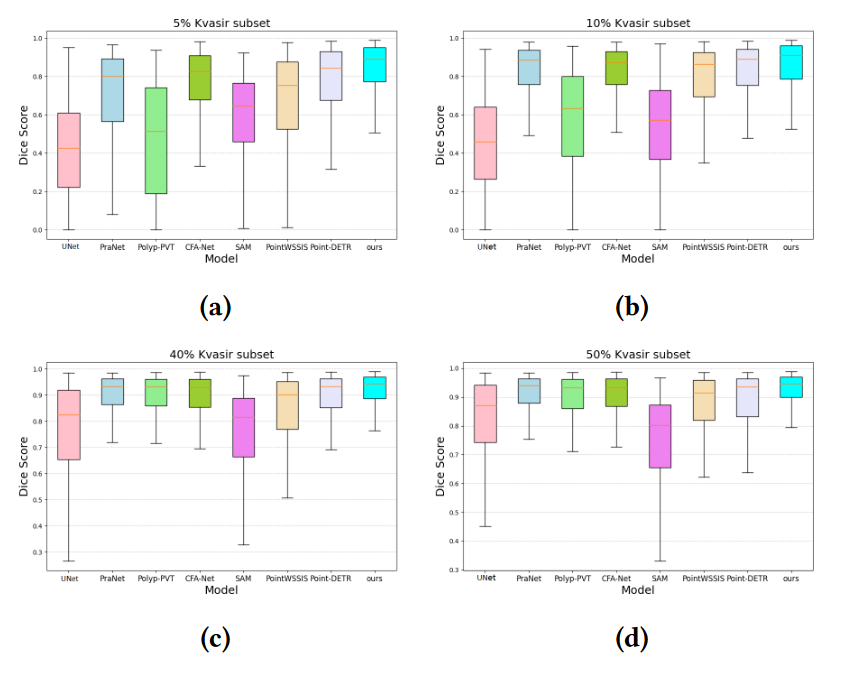 5% Kvasir subset
Dice Score
1.0
0.8
0.6
0.4
0.2
0.0
UNet PraNet Polyp-PVT CFA-Net SAM PointWSSIS Point-DETR ours
Model
(a)
10% Kvasir subset
Dice Score
1.0
0.8
0.6
0.4
0.2
0.0
UNet PraNet Polyp-PVT CFA-Net SAM PointWSSIS Point-DETR ours
Model
(b)
40% Kvasir subset
Dice Score
1.0
0.9
0.8
0.7
0.6
0.5
0.4
0.3
UNet PraNet Polyp-PVT CFA-Net SAM PointWSSIS Point-DETR ours
Model
(c)
50% Kvasir subset
Dice Score
1.0
0.9
0.8
0.7
0.6
0.5
0.4
0.3
UNet PraNet Polyp-PVT CFA-Net SAM PointWSSIS Point-DETR ours
Model
(d)